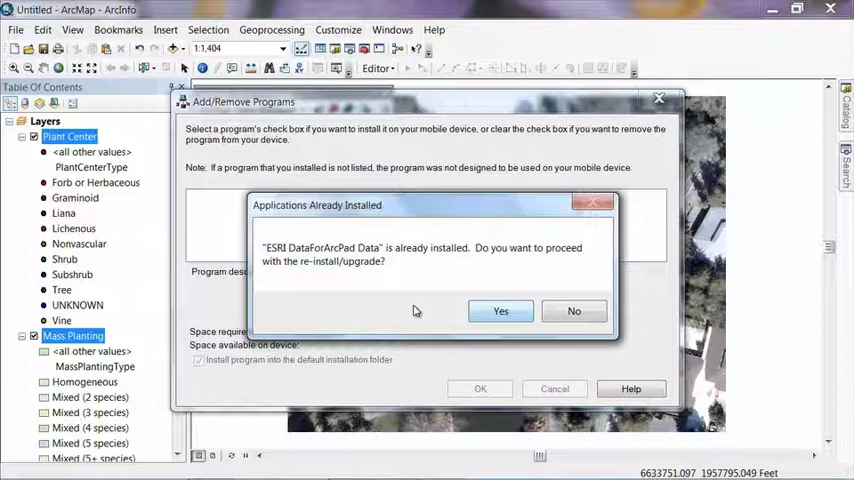 Untitled - ArcMap - ArcInfo
File Edit View Bookmarks Insert Selection Geoprocessing Customize Windows Help
1:1,404
Editor
Table Of Contents
Layers
Plant Center
<all other values>
PlantCenterType
Forb or Herbaceous
Graminoid
Liana
Lichenous
Nonvascular
Shrub
Subshrub
Tree
UNKNOWN
Vine
Mass Planting
<all other values>
MassPlantingType
Homogeneous
Mixed (2 species)
Mixed (3 species)
Mixed (4 species)
Mixed (5 species)
Mixed (5+ species)
Add/Remove Programs
Select a program's check box if you want to install it on your mobile device, or clear the check box if you want to remove the
program from your device.
Note: If a program that you installed is not listed, the program was not designed to be used on your mobile device.
Program desc
Space require
Space available on device:
Install program into the default installation folder
OK Cancel Help
Applications Already Installed
"ESRI DataForArcPad Data" is already installed. Do you want to proceed
with the re-install/upgrade?
Yes No
Catalog
Search
6633751.097 1957795.049 Feet